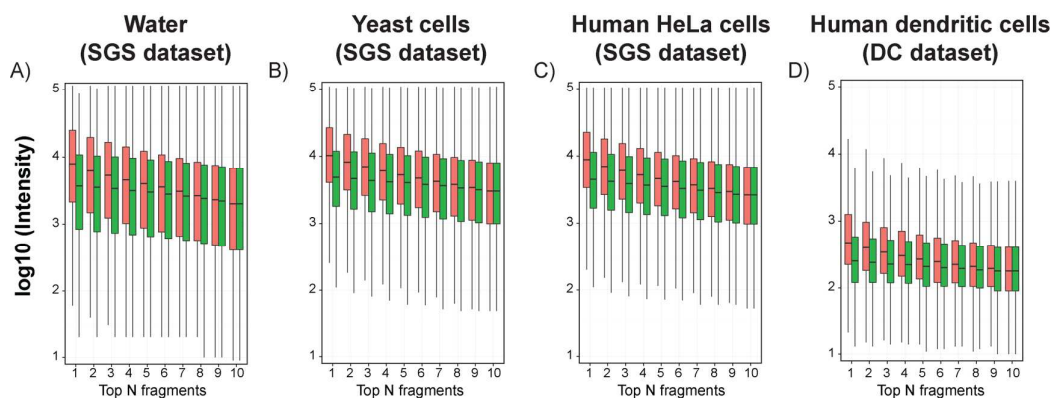 Water
(SGS dataset)
Yeast cells
(SGS dataset)
Human HeLa cells
(SGS dataset)
Human dendritic cells
(DC dataset)
A)
B)
C)
D)
log10 (Intensity)
5
4
3
2
1
1 2 3 4 5 6 7 8 9 10
Top N fragments
5
4
3
2
1
1 2 3 4 5 6 7 8 9 10
Top N fragments
5
4
3
2
1
1 2 3 4 5 6 7 8 9 10
Top N fragments
5
4
3
2
1
1 2 3 4 5 6 7 8 9 10
Top N fragments